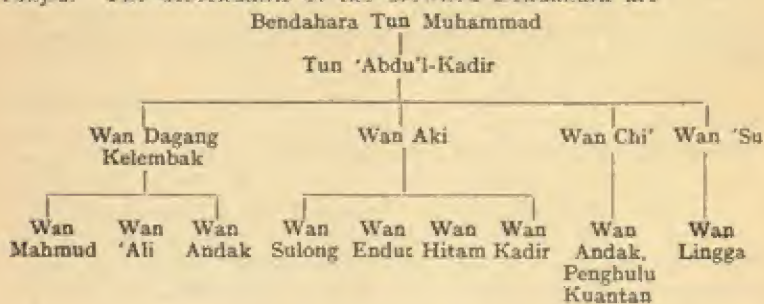 Bendahara Tun Muhammad
Tun 'Abdu'l-Kadir
Wan Dagang Kelembak
Wan Aki
Wan Chi'
Wan 'Su
Wan Mahmud
Wan 'Ali
Wan Andak
Wan Sulong
Wan Endut
Wan Hitam
Wan Kadir
Wan Andak, Penghulu Kuantan
Wan Lingga